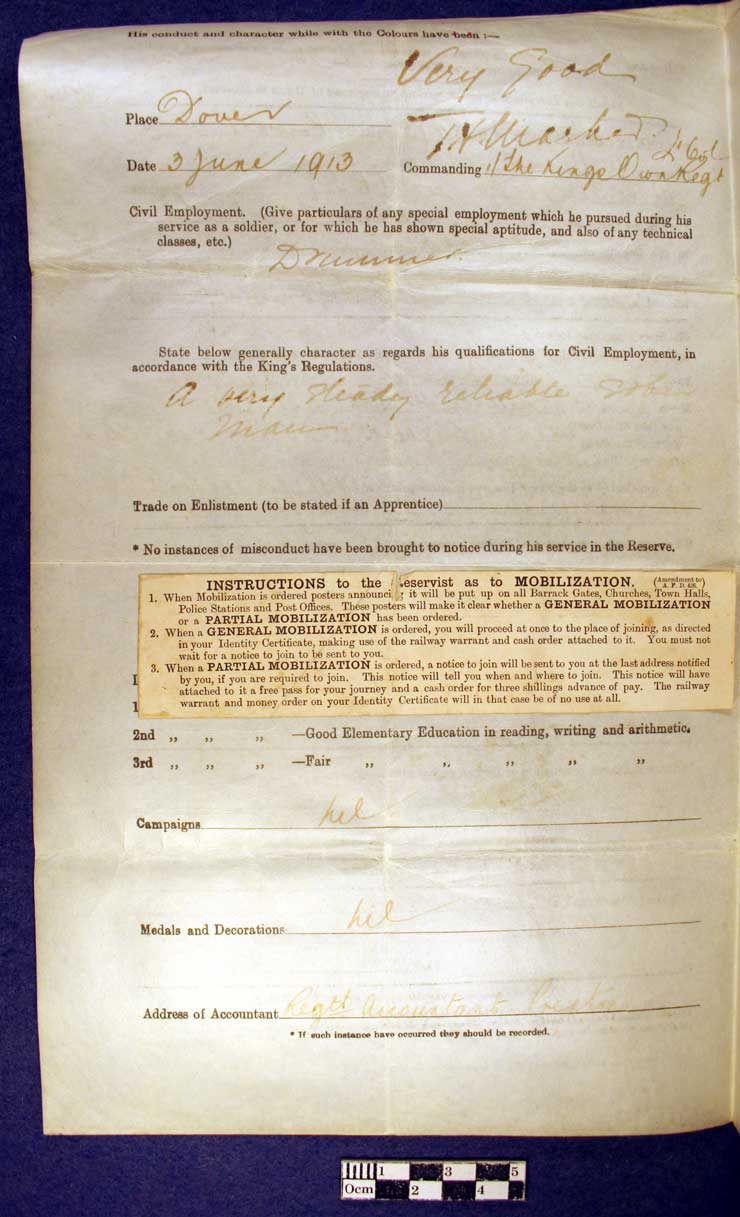 His conduct and character while with the Colours have been :—
Very Good
Place Dover
Date 3 June 1913
Lt Col
Commanding 1/ The Kings Own Regt
Civil Employment. (Give particulars of any special employment which he pursued during his
service as a soldier, or for which he has shown special aptitude, and also of any technical
classes, etc.)
Drummer.
State below generally character as regards his qualifications for Civil Employment, in
accordance with the King's Regulations.
A very steady reliable sober
man
Trade on Enlistment (to be stated if an Apprentice)
* No instances of misconduct have been brought to notice during his service in the Reserve.
INSTRUCTIONS to the Reservist as to MOBILIZATION. (Amendment to A. F. D. 426.)
1. When Mobilization is ordered posters announcing it will be put up on all Barrack Gates, Churches, Town Halls,
Police Stations and Post Offices. These posters will make it clear whether a GENERAL MOBILIZATION
or a PARTIAL MOBILIZATION has been ordered.
2. When a GENERAL MOBILIZATION is ordered, you will proceed at once to the place of joining, as directed
in your Identity Certificate, making use of the railway warrant and cash order attached to it. You must not
wait for a notice to join to be sent to you.
3. When a PARTIAL MOBILIZATION is ordered, a notice to join will be sent to you at the last address notified
by you, if you are required to join. This notice will tell you when and where to join. This notice will have
attached to it a free pass for your journey and a cash order for three shillings advance of pay. The railway
warrant and money order on your Identity Certificate will in that case be of no use at all.
2nd „ „ „ —Good Elementary Education in reading, writing and arithmetic.
3rd „ „ „ —Fair „ „ „ „ „
Campaigns nil
Medals and Decorations nil
Address of Accountant Regtl Accountant Preston
* If such instance have occurred they should be recorded.
0cm 1 2 3 4 5